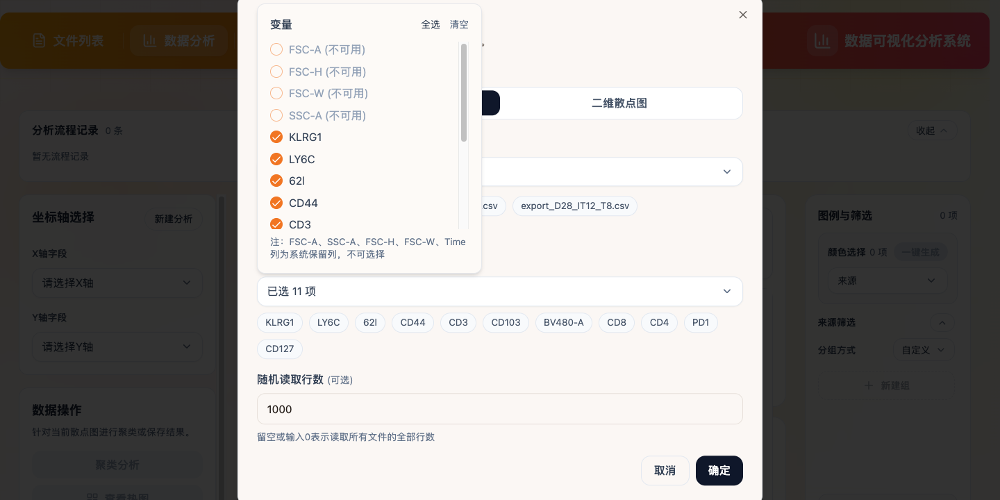 文件列表
数据分析
数据可视化分析系统
变量
全选
清空
FSC-A (不可用)
FSC-H (不可用)
FSC-W (不可用)
SSC-A (不可用)
KLRG1
LY6C
62l
CD44
CD3
注：FSC-A、SSC-A、FSC-H、FSC-W、Time
列为系统保留列，不可选择
。
二维散点图
.csv
export_D28_IT12_T8.csv
已选 11 项
KLRG1
LY6C
62l
CD44
CD3
CD103
BV480-A
CD8
CD4
PD1
CD127
随机读取行数 (可选)
1000
留空或输入0表示读取所有文件的全部行数
取消
确定
分析流程记录 0 条
收起
暂无流程记录
坐标轴选择
新建分析
X轴字段
请选择X轴
Y轴字段
请选择Y轴
数据操作
针对当前散点图进行聚类或保存结果。
聚类分析
查看热图
图例与筛选
0 项
颜色选择 0 项
一键生成
来源
来源筛选
分组方式
自定义
新建组